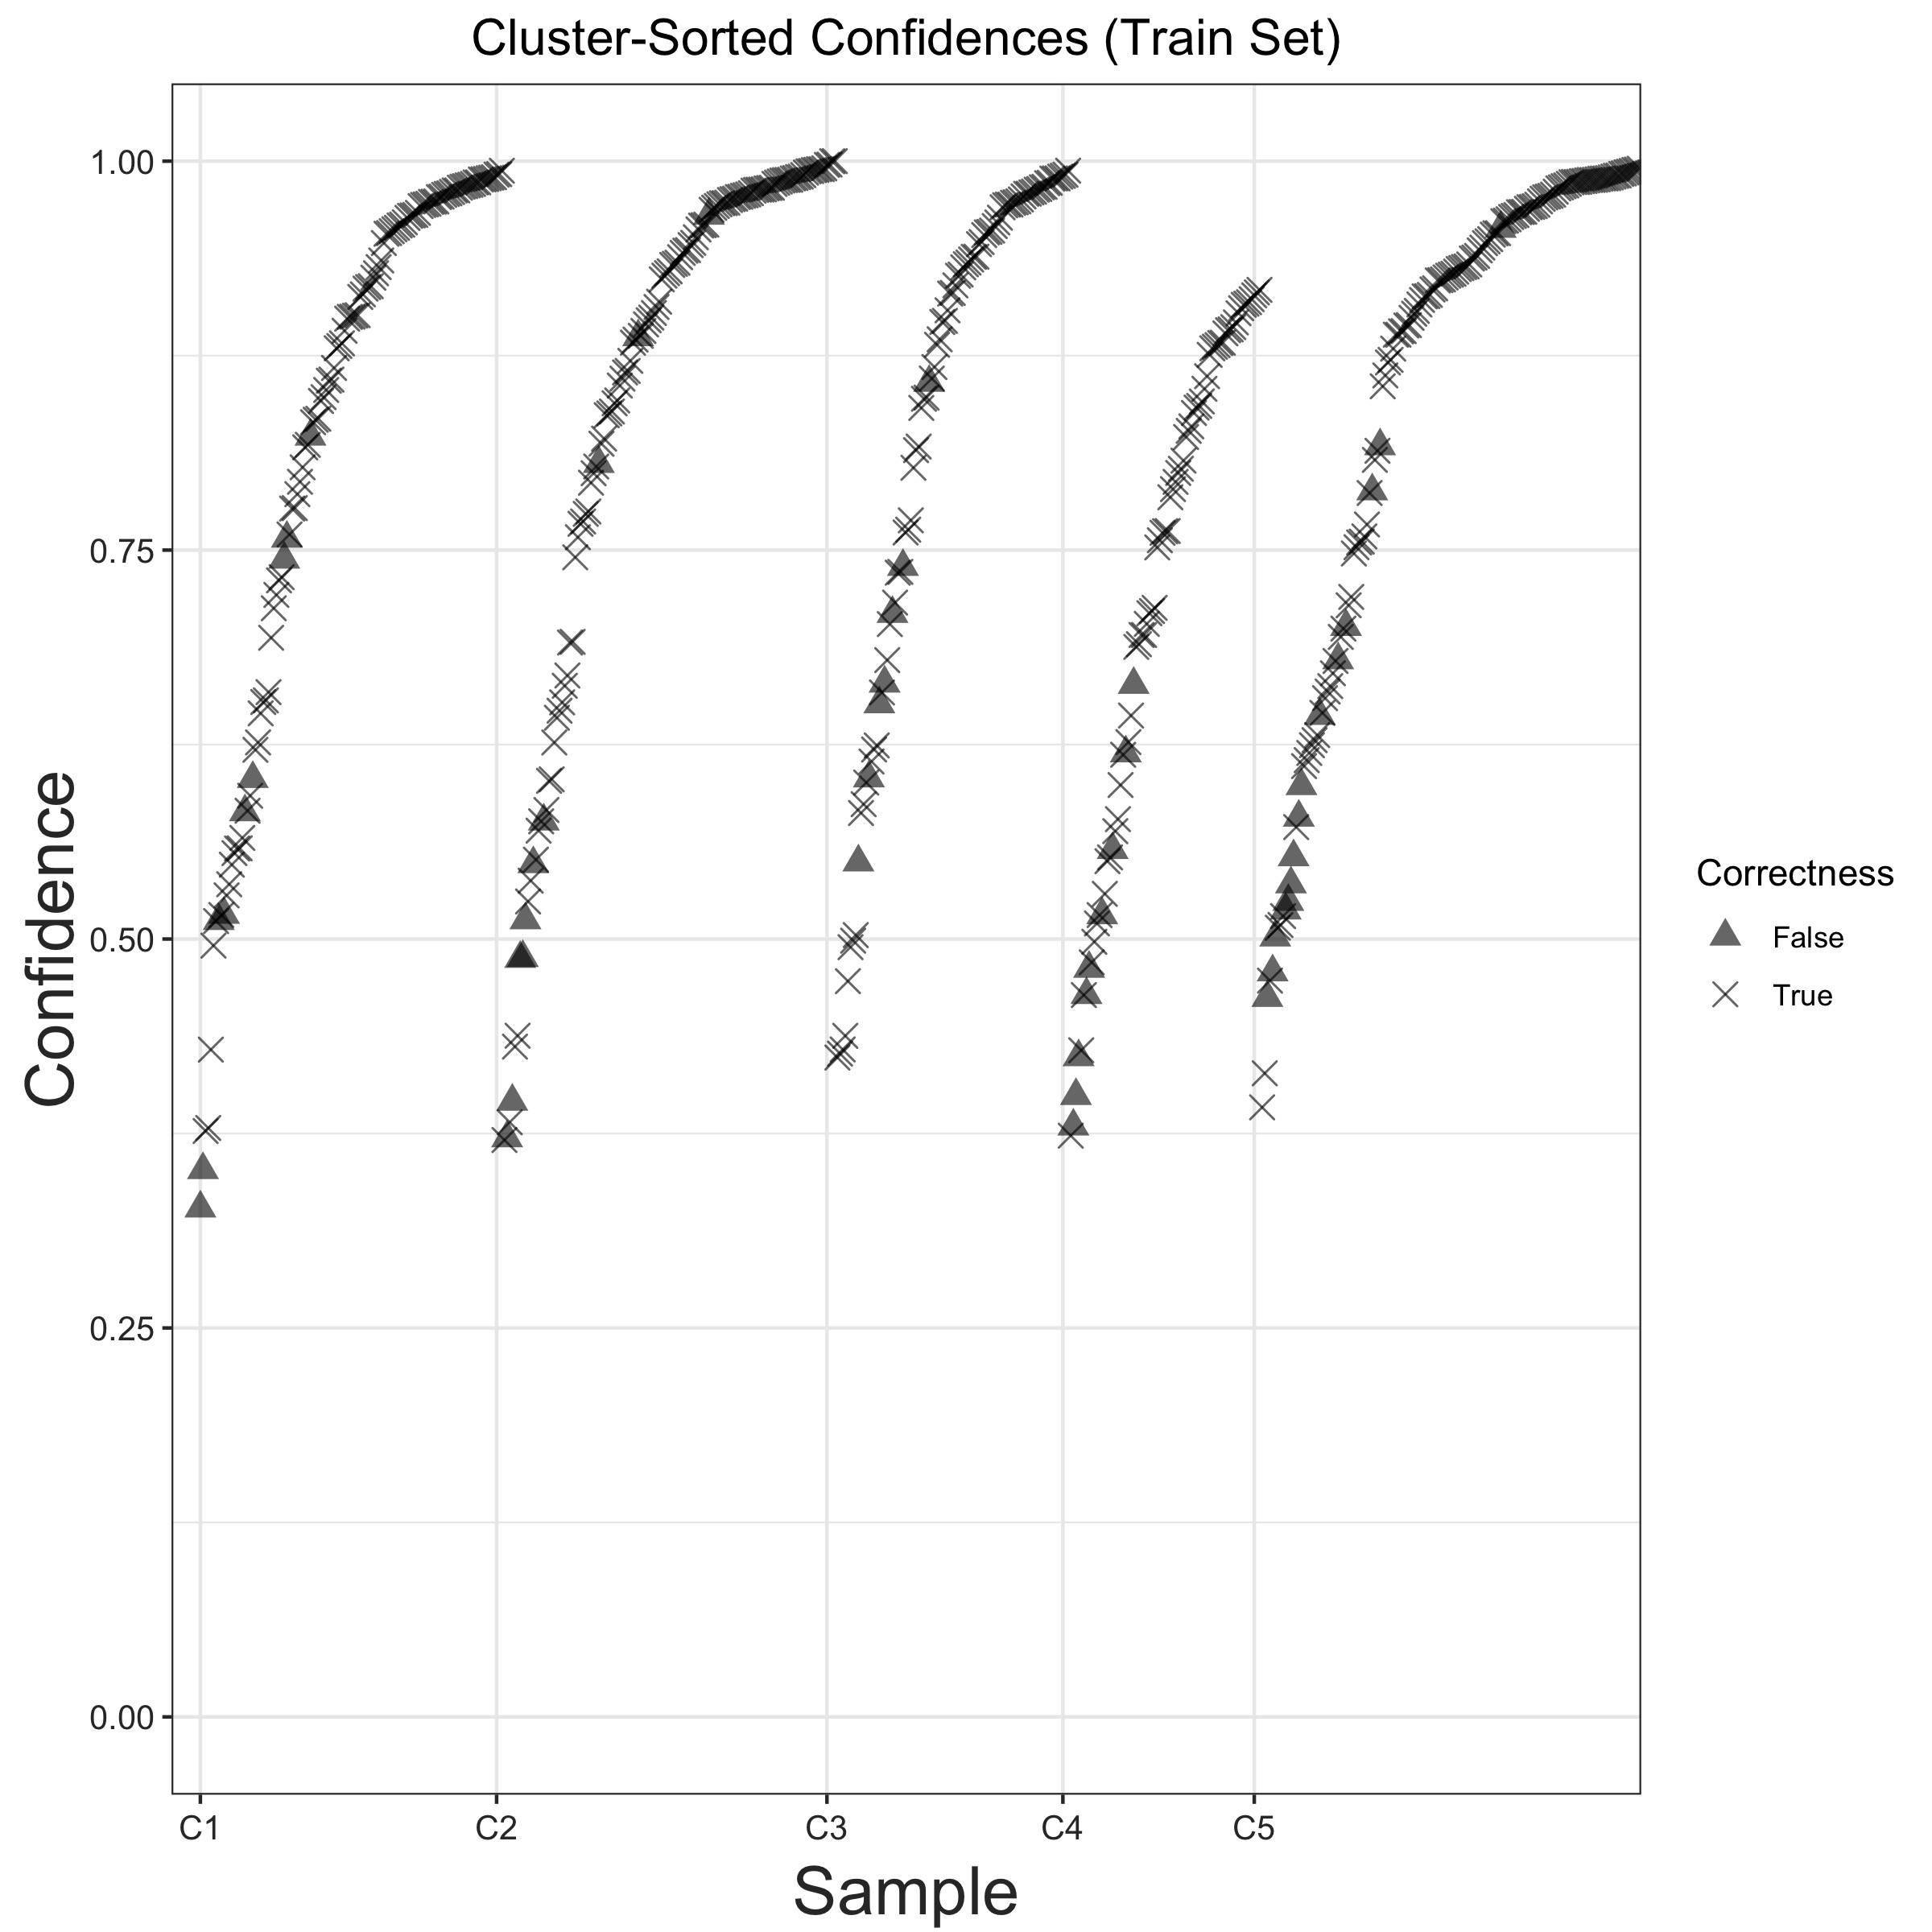 Cluster-Sorted Confidences (Train Set)
1.00
0.75
0.50
0.25
0.00
Confidence
C1 C2 C3 C4 C5
Sample
Correctness
False
True